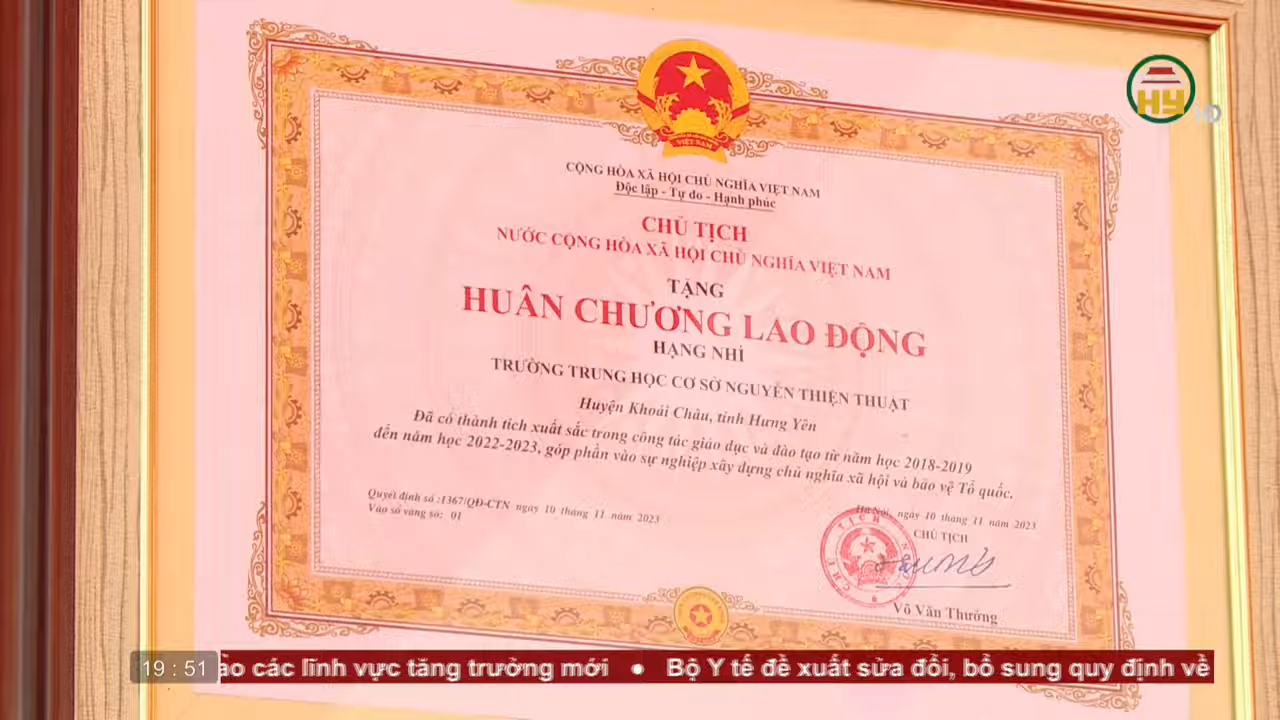 HY HD
VIỆT NAM
CỘNG HÒA XÃ HỘI CHỦ NGHĨA VIỆT NAM
Độc lập - Tự do - Hạnh phúc
CHỦ TỊCH
NƯỚC CỘNG HÒA XÃ HỘI CHỦ NGHĨA VIỆT NAM
TẶNG
HUÂN CHƯƠNG LAO ĐỘNG
HẠNG NHÌ
TRƯỜNG TRUNG HỌC CƠ SỞ NGUYỄN THIỆN THUẬT
Huyện Khoái Châu, tỉnh Hưng Yên
Đã có thành tích xuất sắc trong công tác giáo dục và đào tạo từ năm học 2018-2019
đến năm học 2022-2023, góp phần vào sự nghiệp xây dựng chủ nghĩa xã hội và bảo vệ Tổ quốc.
Quyết định số :1367/QĐ-CTN ngày 10 tháng 11 năm 2023
Vào sổ vàng số: 01
Hà Nội, ngày 10 tháng 11 năm 2023
CHỦ TỊCH
Võ Văn Thưởng
19 : 51
các lĩnh vực tăng trưởng mới • Bộ Y tế đề xuất sửa đổi, bổ sung quy định về